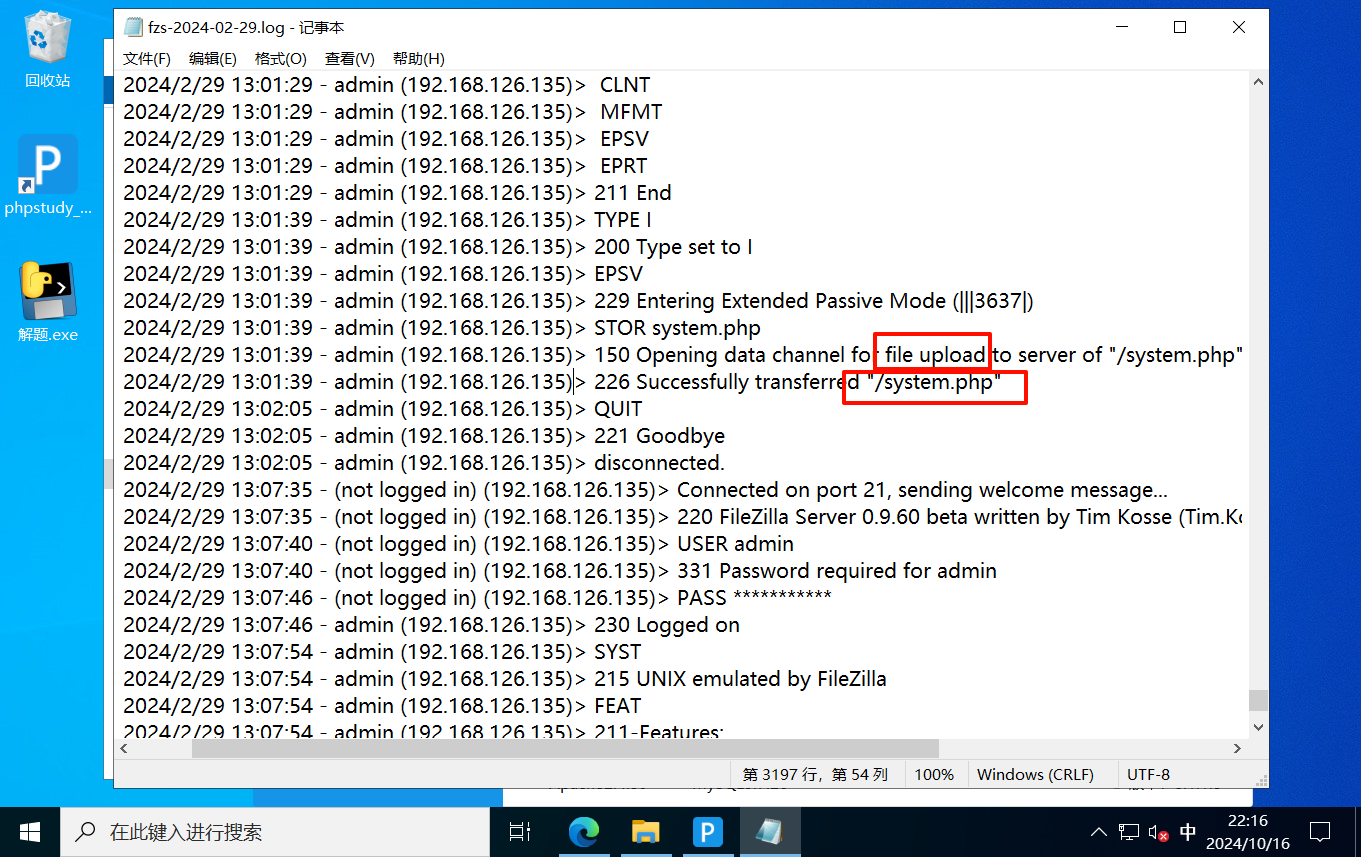 回收站
phpstudy_...
解题.exe
fzs-2024-02-29.log - 记事本
文件(F) 编辑(E) 格式(O) 查看(V) 帮助(H)
2024/2/29 13:01:29 - admin (192.168.126.135)> CLNT
2024/2/29 13:01:29 - admin (192.168.126.135)> MFMT
2024/2/29 13:01:29 - admin (192.168.126.135)> EPSV
2024/2/29 13:01:29 - admin (192.168.126.135)> EPRT
2024/2/29 13:01:29 - admin (192.168.126.135)> 211 End
2024/2/29 13:01:39 - admin (192.168.126.135)> TYPE I
2024/2/29 13:01:39 - admin (192.168.126.135)> 200 Type set to I
2024/2/29 13:01:39 - admin (192.168.126.135)> EPSV
2024/2/29 13:01:39 - admin (192.168.126.135)> 229 Entering Extended Passive Mode (|||3637|)
2024/2/29 13:01:39 - admin (192.168.126.135)> STOR system.php
2024/2/29 13:01:39 - admin (192.168.126.135)> 150 Opening data channel for file upload to server of "/system.php"
2024/2/29 13:01:39 - admin (192.168.126.135)> 226 Successfully transferred "/system.php"
2024/2/29 13:02:05 - admin (192.168.126.135)> QUIT
2024/2/29 13:02:05 - admin (192.168.126.135)> 221 Goodbye
2024/2/29 13:02:05 - admin (192.168.126.135)> disconnected.
2024/2/29 13:07:35 - (not logged in) (192.168.126.135)> Connected on port 21, sending welcome message...
2024/2/29 13:07:35 - (not logged in) (192.168.126.135)> 220 FileZilla Server 0.9.60 beta written by Tim Kosse (Tim.Ko
2024/2/29 13:07:40 - (not logged in) (192.168.126.135)> USER admin
2024/2/29 13:07:40 - (not logged in) (192.168.126.135)> 331 Password required for admin
2024/2/29 13:07:46 - (not logged in) (192.168.126.135)> PASS ***********
2024/2/29 13:07:46 - admin (192.168.126.135)> 230 Logged on
2024/2/29 13:07:54 - admin (192.168.126.135)> SYST
2024/2/29 13:07:54 - admin (192.168.126.135)> 215 UNIX emulated by FileZilla
2024/2/29 13:07:54 - admin (192.168.126.135)> FEAT
2024/2/29 13:07:54 - admin (192.168.126.135)> 211-Features:
第 3197 行，第 54 列 100% Windows (CRLF) UTF-8
在此键入进行搜索
中
22:16
2024/10/16